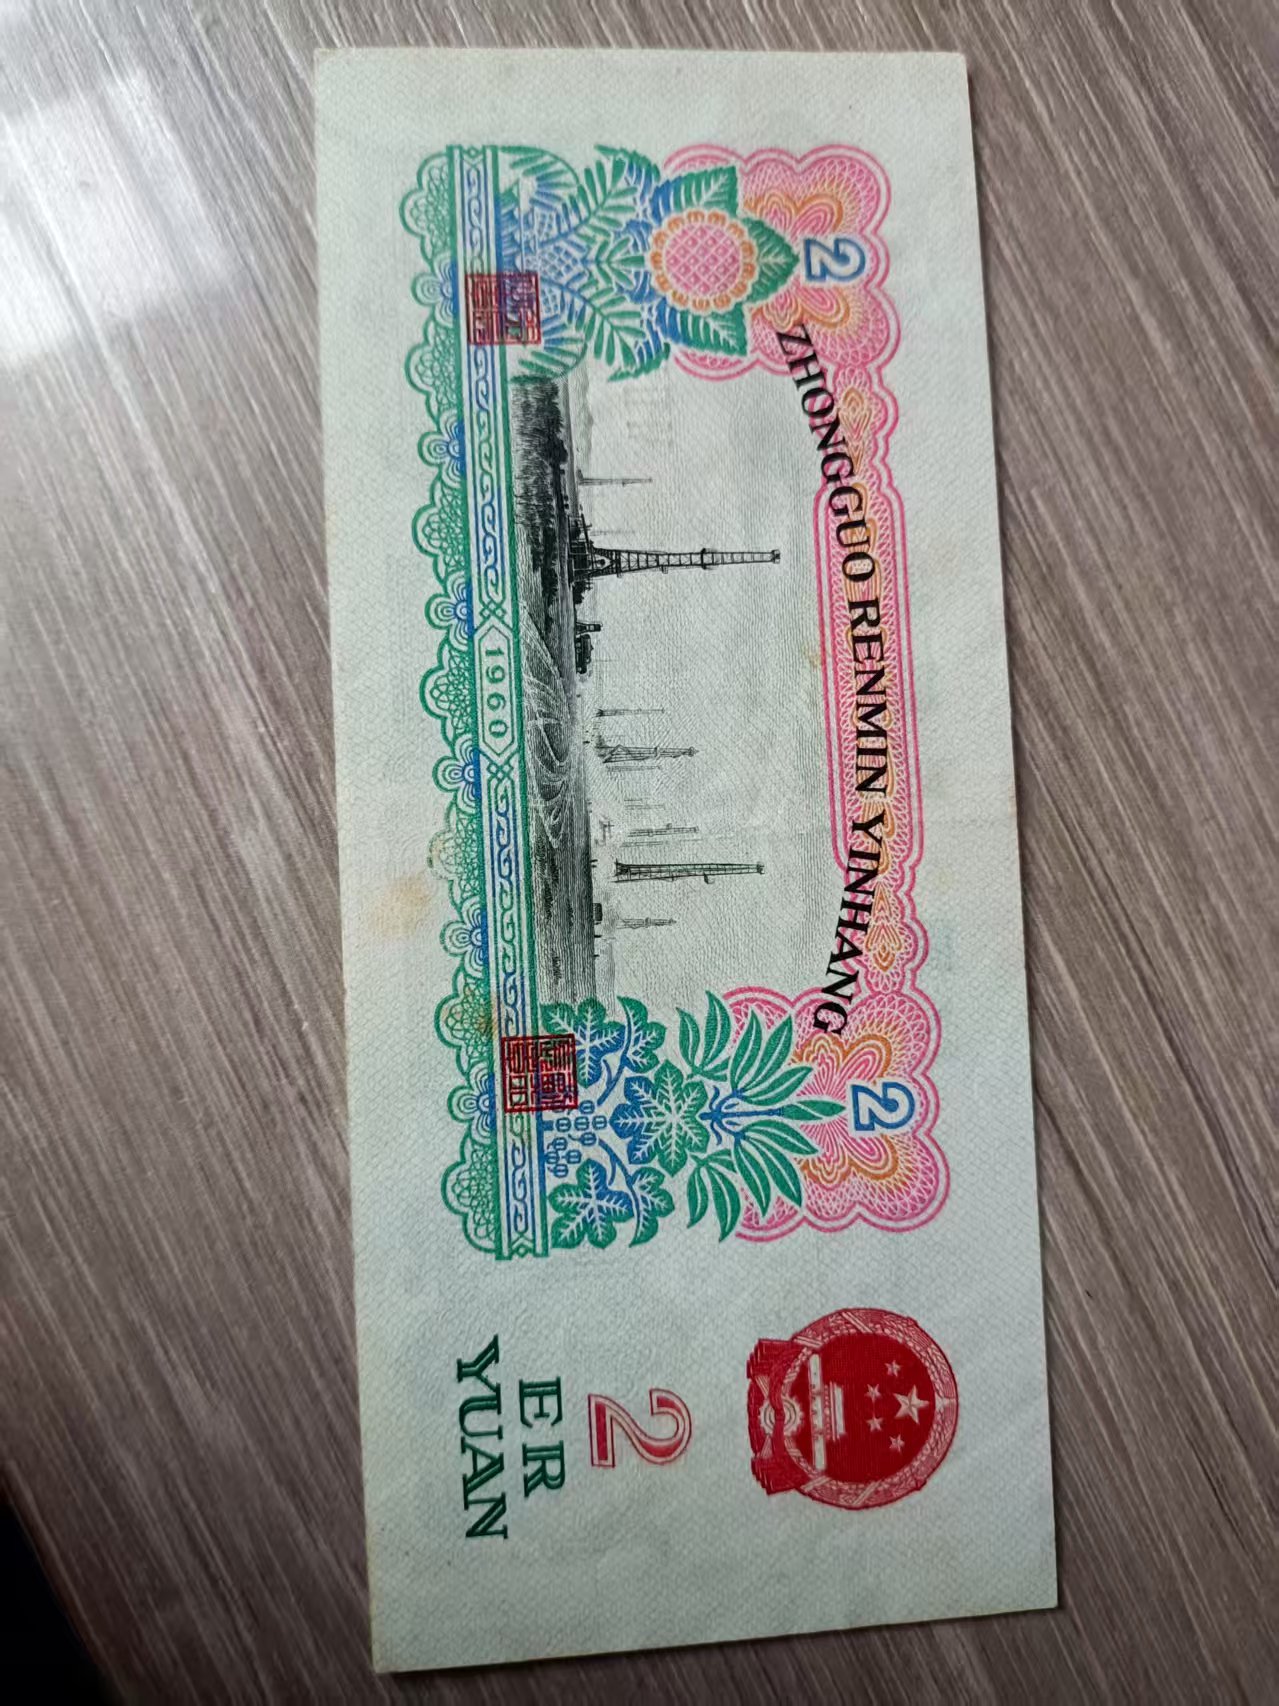 ZHONGGUO RENMIN YINHANG
2
2
1960
2
ER
YUAN